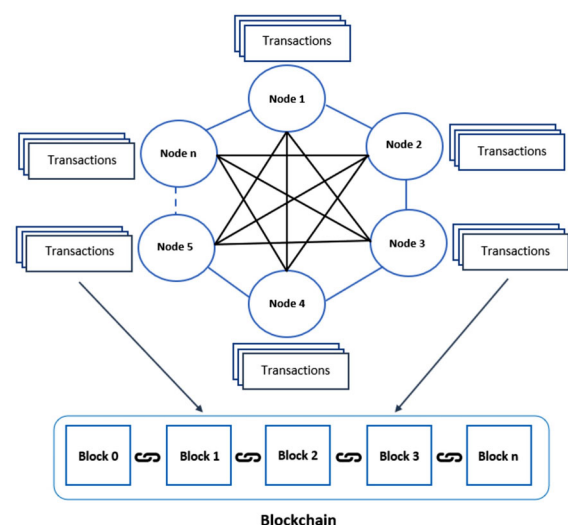 Transactions
Node 1
Node n
Node 2
Transactions
Transactions
Node 5
Node 3
Transactions
Transactions
Node 4
Transactions
Block 0
Block 1
Block 2
Block 3
Block n
Blockchain